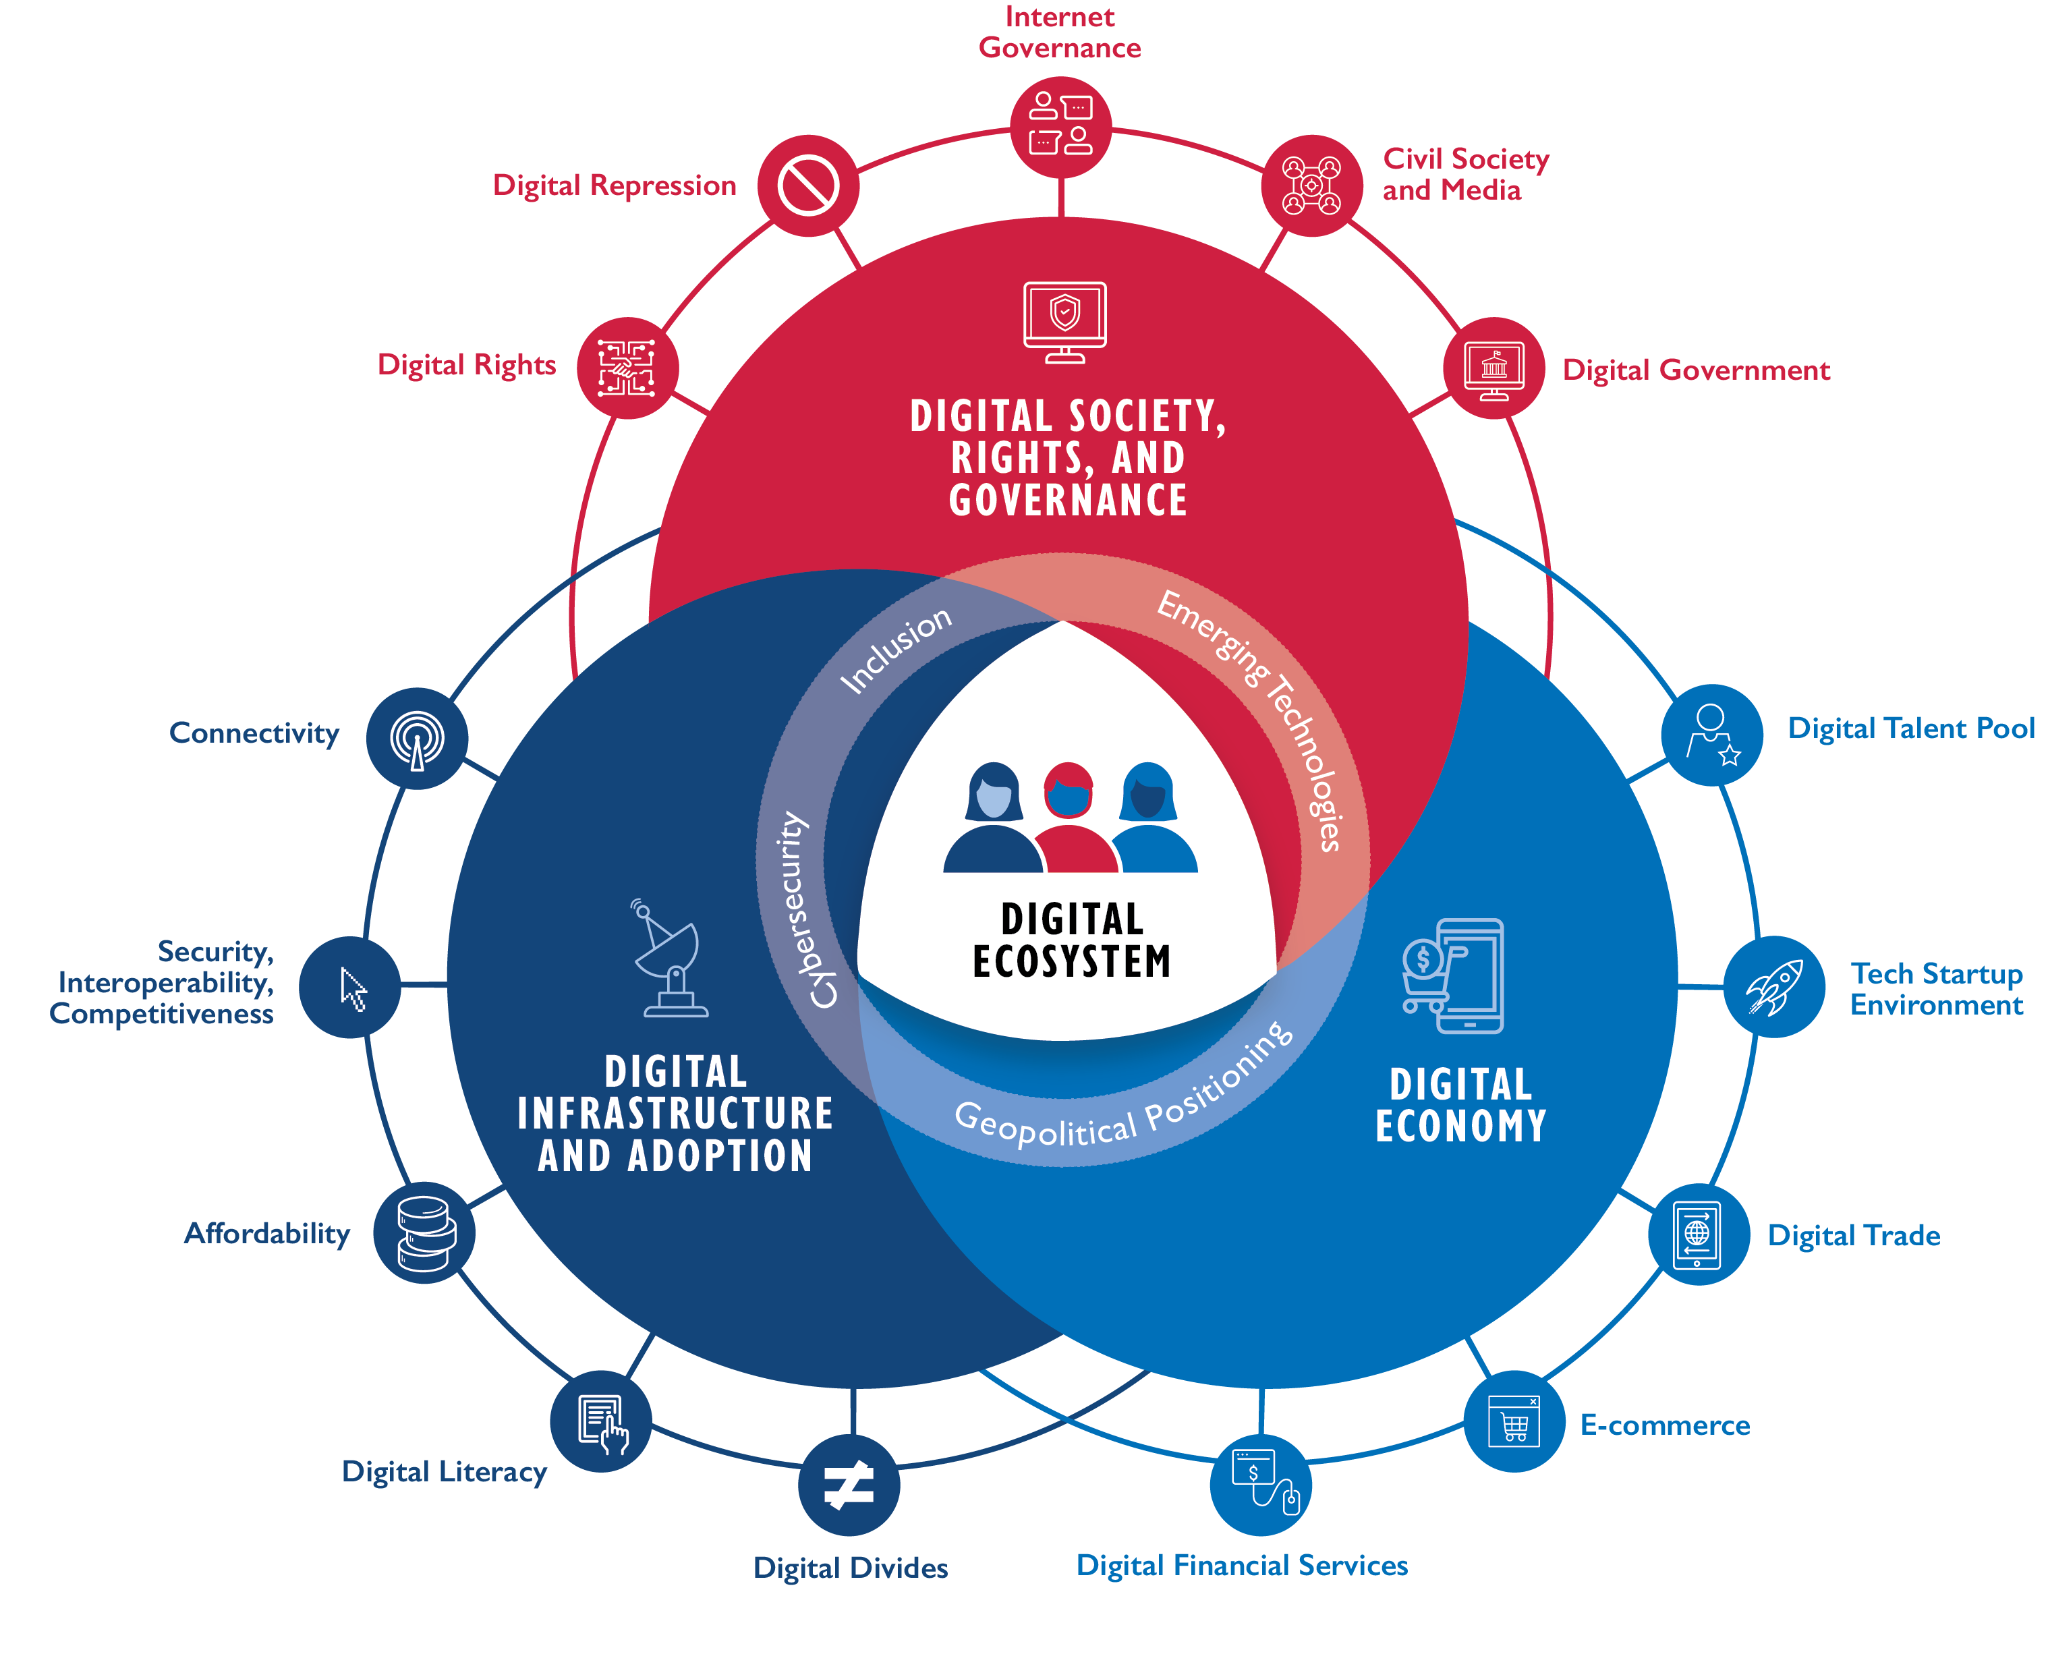 Internet
Governance
Digital Repression
Civil Society
and Media
Digital Rights
Digital Government
DIGITAL SOCIETY,
RIGHTS, AND
GOVERNANCE
Inclusion
Emerging Technologies
Cybersecurity
Geopolitical Positioning
DIGITAL
ECOSYSTEM
Connectivity
Security,
Interoperability,
Competitiveness
Affordability
Digital Literacy
Digital Divides
DIGITAL
INFRASTRUCTURE
AND ADOPTION
DIGITAL
ECONOMY
Digital Talent Pool
Tech Startup
Environment
Digital Trade
E-commerce
Digital Financial Services